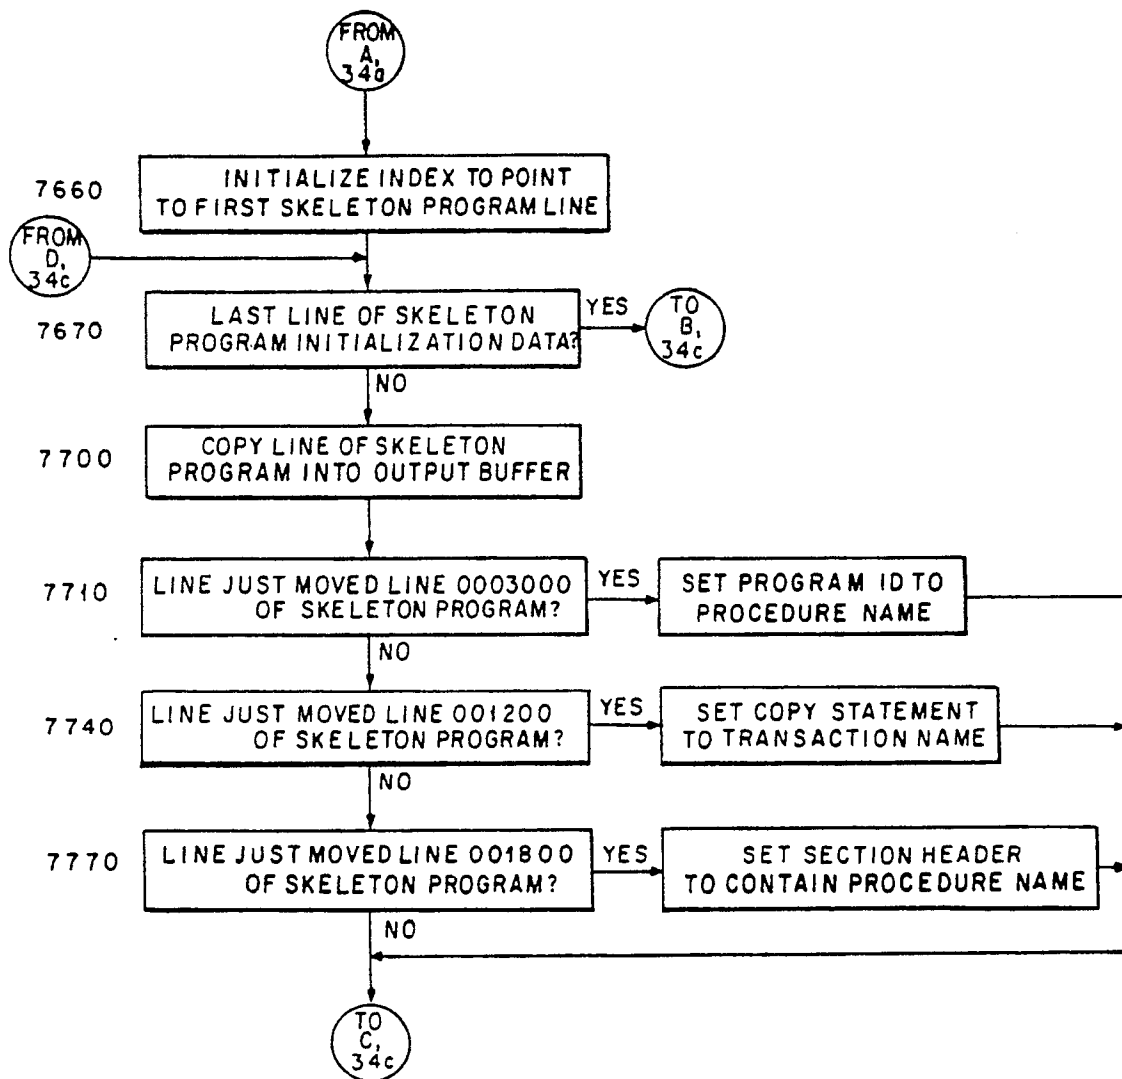 FROM
A,
34a
7660
INITIALIZE INDEX TO POINT
TO FIRST SKELETON PROGRAM LINE
FROM
D,
34c
7670
LAST LINE OF SKELETON
PROGRAM INITIALIZATION DATA?
YES
TO
B,
34c
NO
7700
COPY LINE OF SKELETON
PROGRAM INTO OUTPUT BUFFER
7710
LINE JUST MOVED LINE 0003000
OF SKELETON PROGRAM?
YES
SET PROGRAM ID TO
PROCEDURE NAME
NO
7740
LINE JUST MOVED LINE 001200
OF SKELETON PROGRAM?
YES
SET COPY STATEMENT
TO TRANSACTION NAME
NO
7770
LINE JUST MOVED LINE 001800
OF SKELETON PROGRAM?
YES
SET SECTION HEADER
TO CONTAIN PROCEDURE NAME
NO
TO
C,
34c